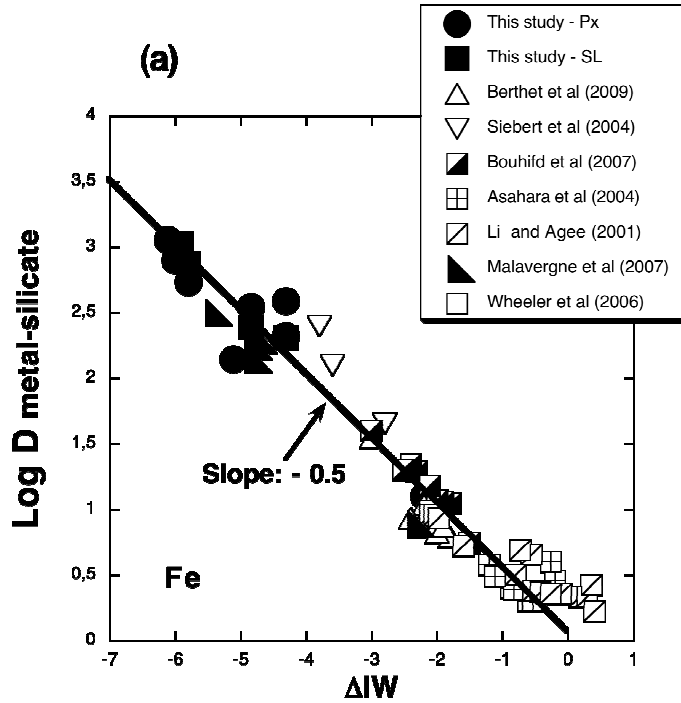 (a)
This study - Px
This study - SL
Berthet et al (2009)
Siebert et al (2004)
Bouhifd et al (2007)
Asahara et al (2004)
Li and Agee (2001)
Malavergne et al (2007)
Wheeler et al (2006)
Log D metal-silicate
4
3,5
3
2,5
2
1,5
1
0,5
0
Slope: - 0.5
Fe
-7 -6 -5 -4 -3 -2 -1 0 1
ΔIW